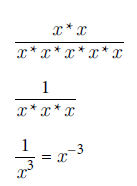 x * x
x * x * x * x * x
1
x * x * x
1
x³ = x⁻³